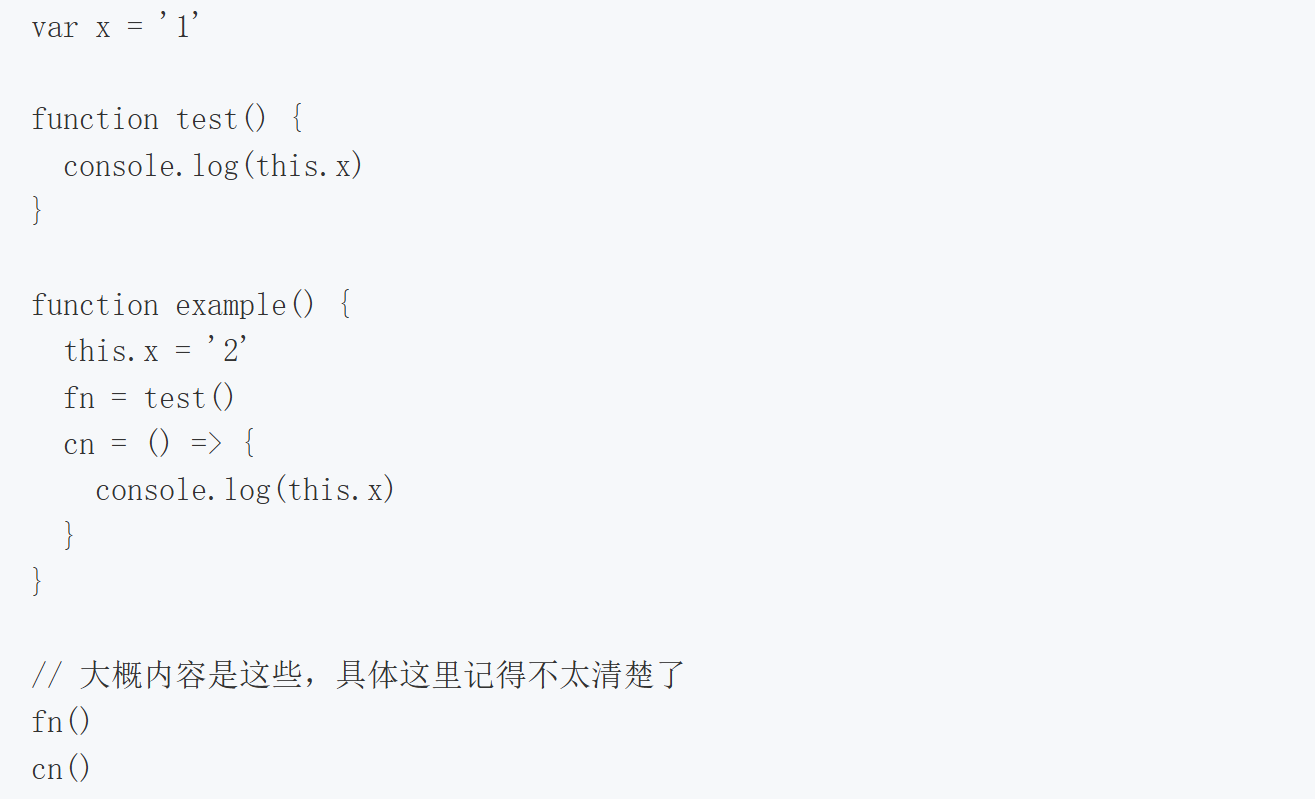 var x = '1'
function test() {
  console.log(this.x)
}
function example() {
  this.x = '2'
  fn = test()
  cn = () => {
    console.log(this.x)
  }
}
// 大概内容是这些，具体这里记得不太清楚了
fn()
cn()